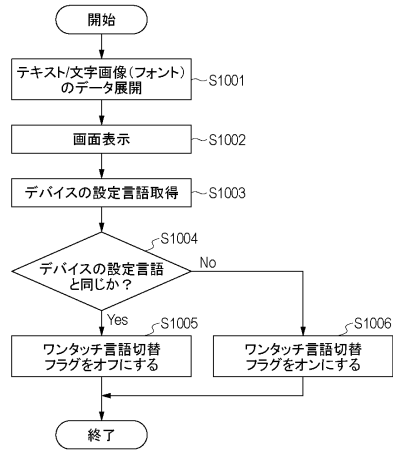 開始
テキスト/文字画像(フォント)
のデータ展開
S1001
画面表示
S1002
デバイスの設定言語取得
S1003
S1004
デバイスの設定言語
と同じか？
No
Yes
S1005
ワンタッチ言語切替
フラグをオフにする
S1006
ワンタッチ言語切替
フラグをオンにする
終了